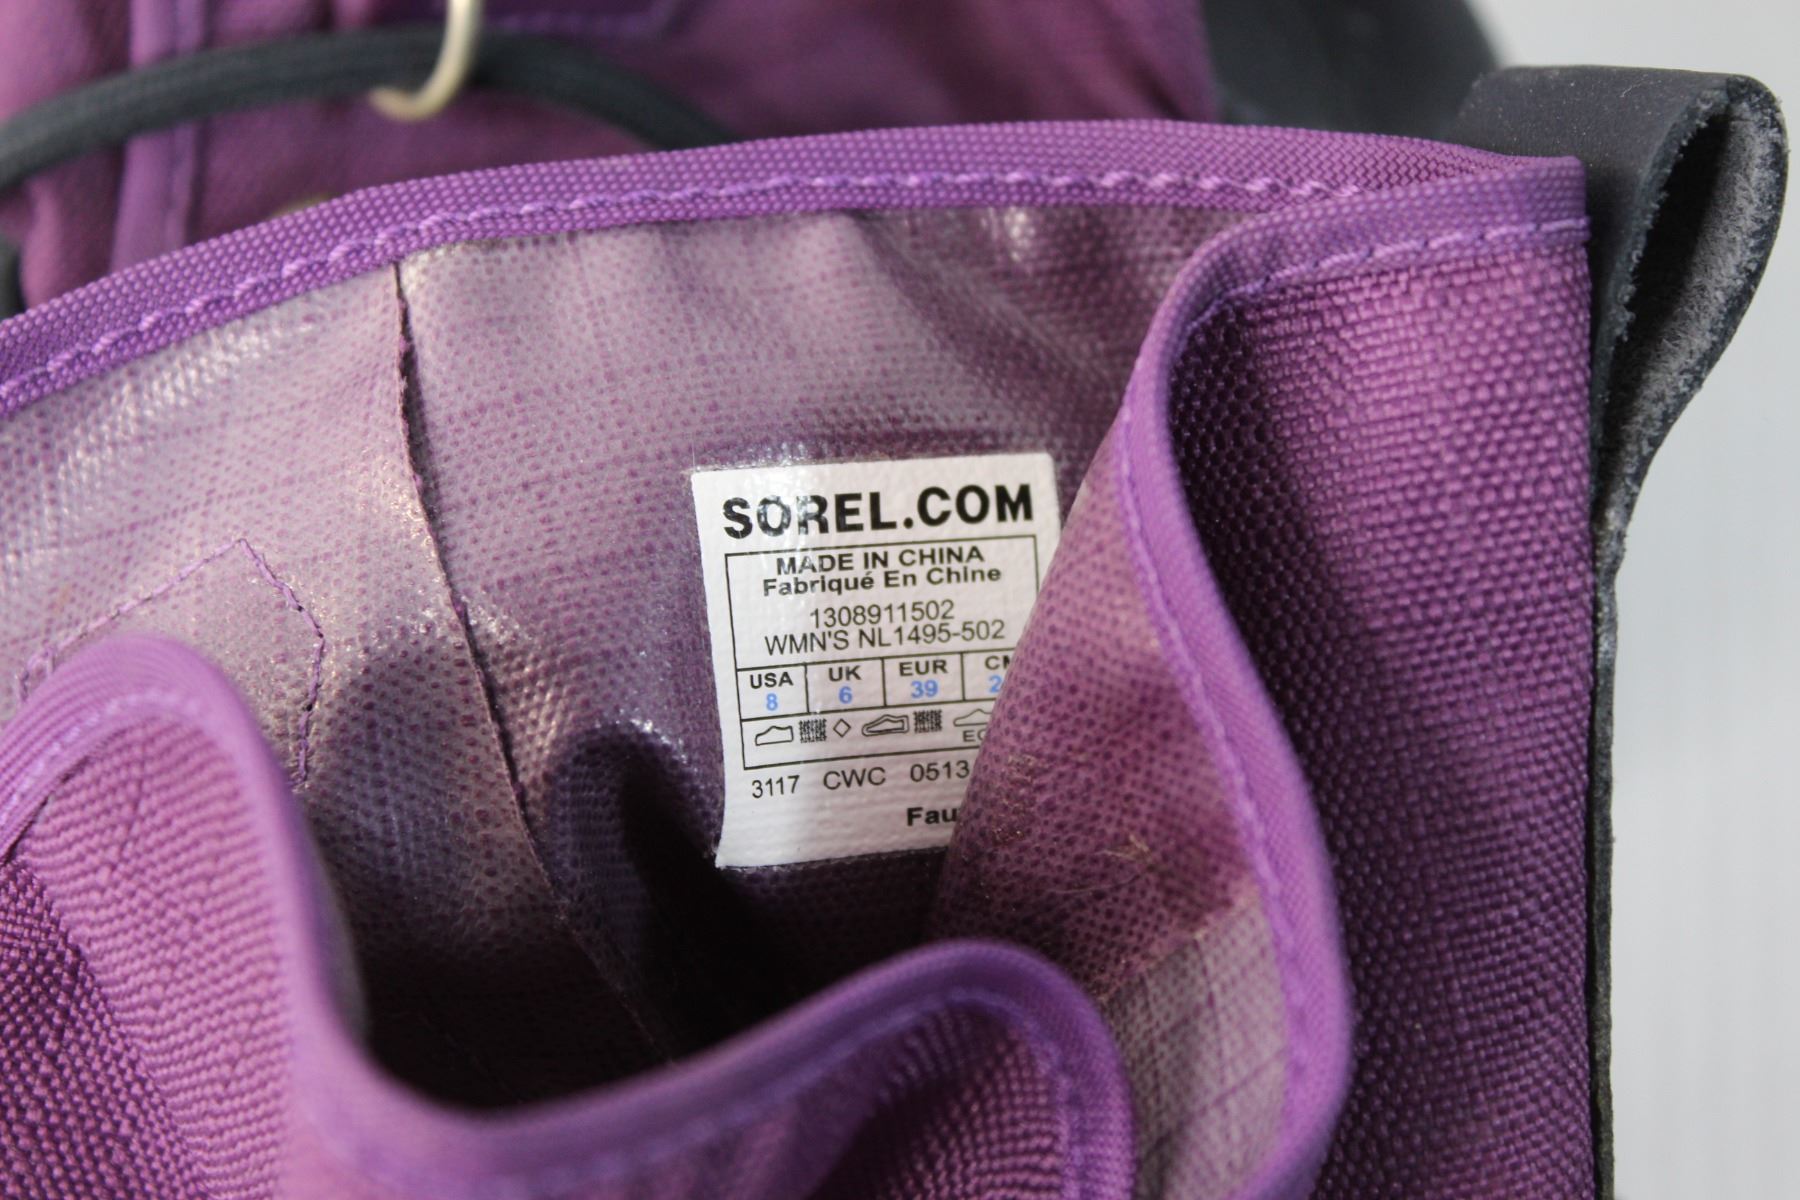 SOREL.COM
MADE IN CHINA
Fabriqué En Chine
1308911502
WMN'S NL1495-502
USA UK EUR
8 6 39
3117 CWC 0513